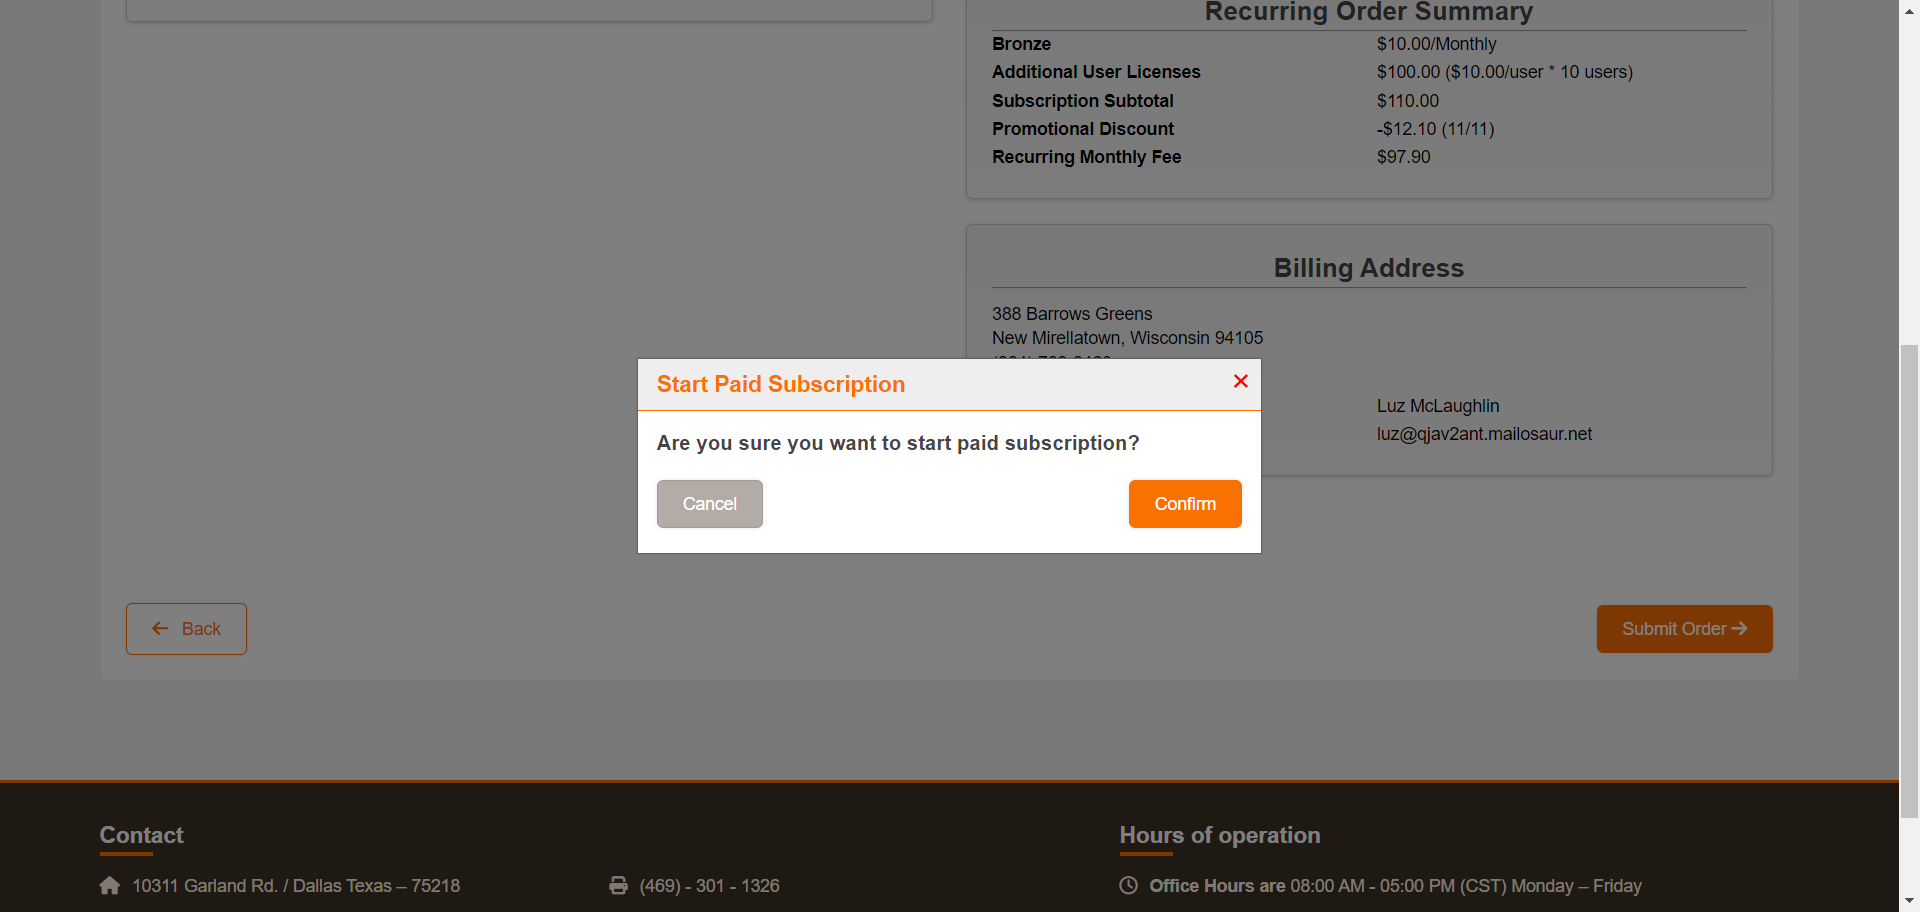 Recurring Order Summary
Bronze $10.00/Monthly
Additional User Licenses $100.00 ($10.00/user * 10 users)
Subscription Subtotal $110.00
Promotional Discount -$12.10 (11/11)
Recurring Monthly Fee $97.90
Billing Address
388 Barrows Greens
New Mirellatown, Wisconsin 94105
Luz McLaughlin
luz@qjav2ant.mailosaur.net
Start Paid Subscription
Are you sure you want to start paid subscription?
Cancel Confirm
Back Submit Order
Contact Hours of operation
10311 Garland Rd. / Dallas Texas – 75218 (469) - 301 - 1326 Office Hours are 08:00 AM - 05:00 PM (CST) Monday – Friday